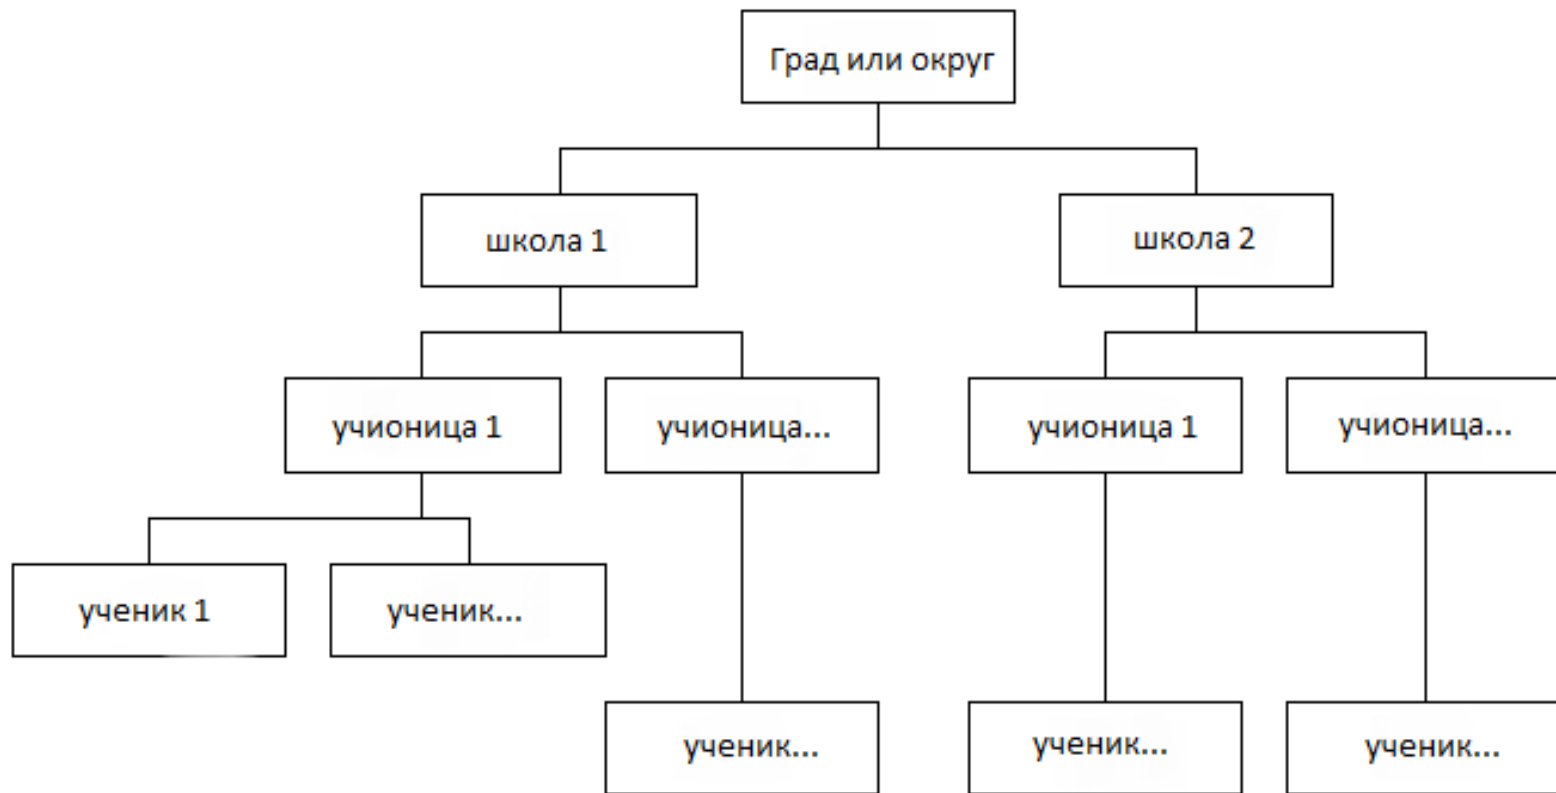 Град или округ
школа 1
школа 2
учионица 1
учионица...
учионица 1
учионица...
ученик 1
ученик...
ученик...
ученик...
ученик...